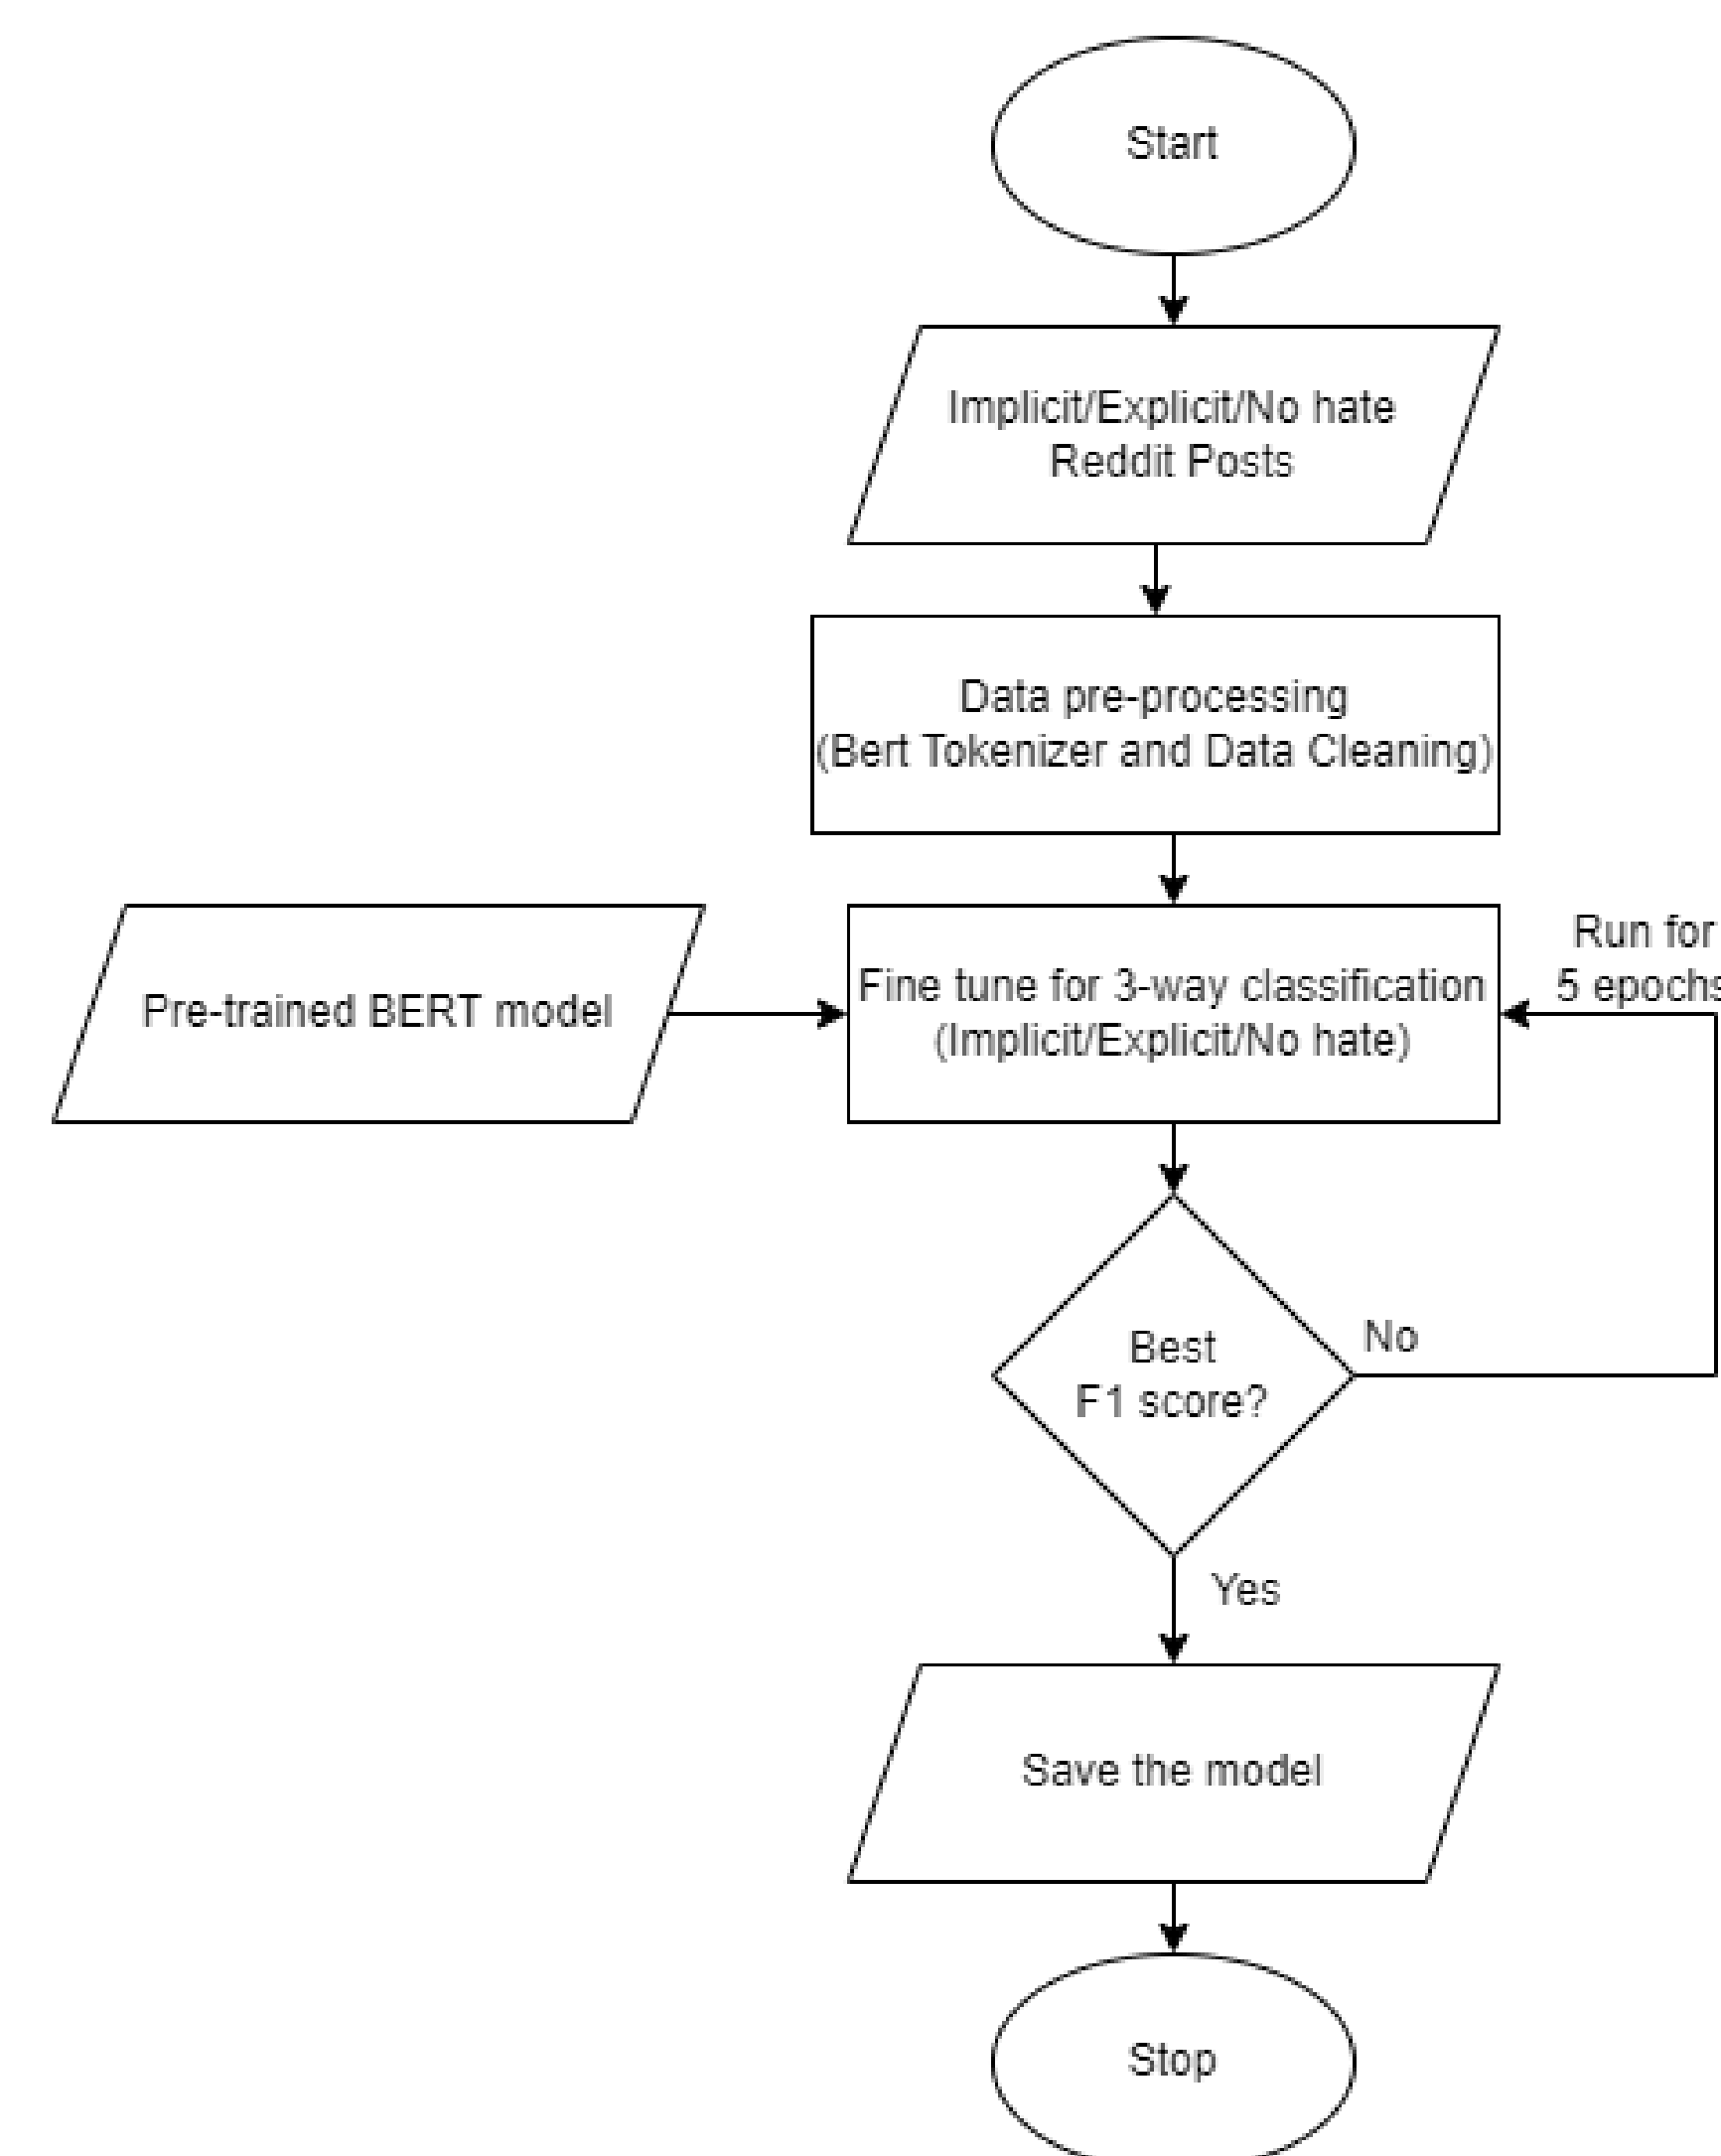 Start
Implicit/Explicit/No hate
Reddit Posts
Data pre-processing
(Bert Tokenizer and Data Cleaning)
Pre-trained BERT model
Fine tune for 3-way classification
(Implicit/Explicit/No hate)
Run for
5 epochs
Best
F1 score?
No
Yes
Save the model
Stop